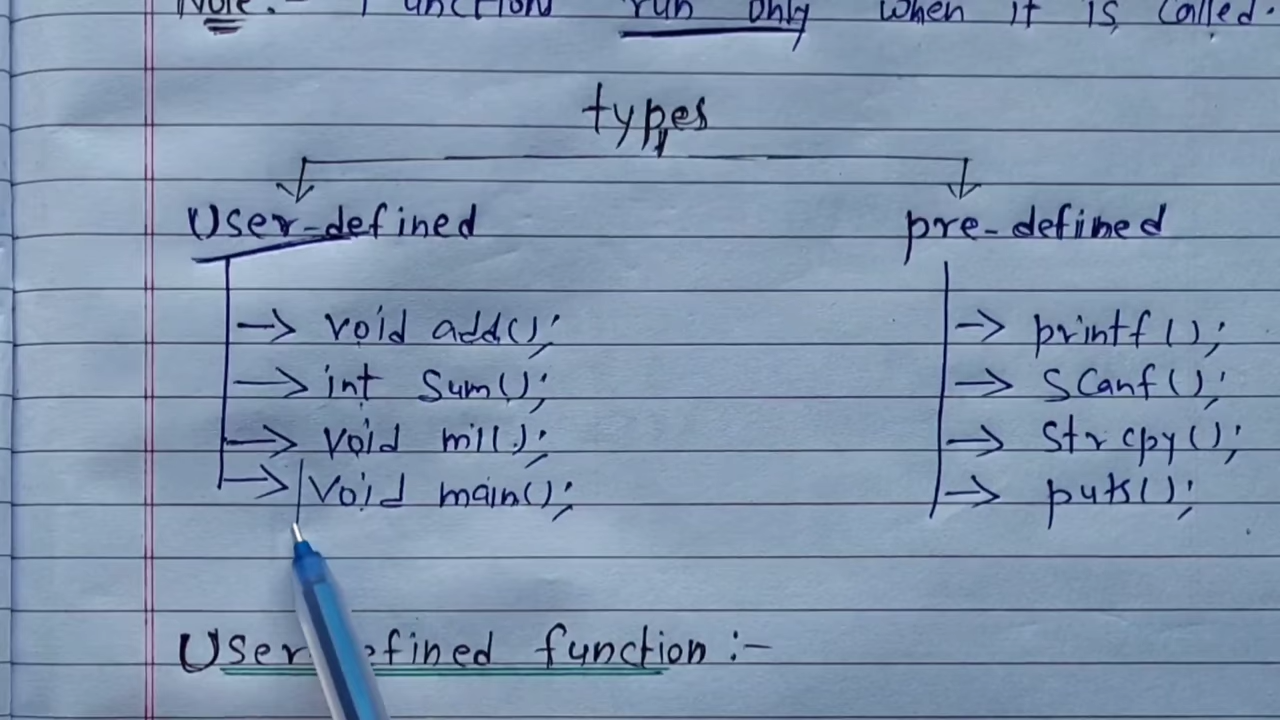 Note:- Function run only when it is called.
types
User-defined
pre-defined
void add();
int Sum();
void mil();
Void main();
printf();
Scanf();
Strcpy();
puts();
User defined function :-